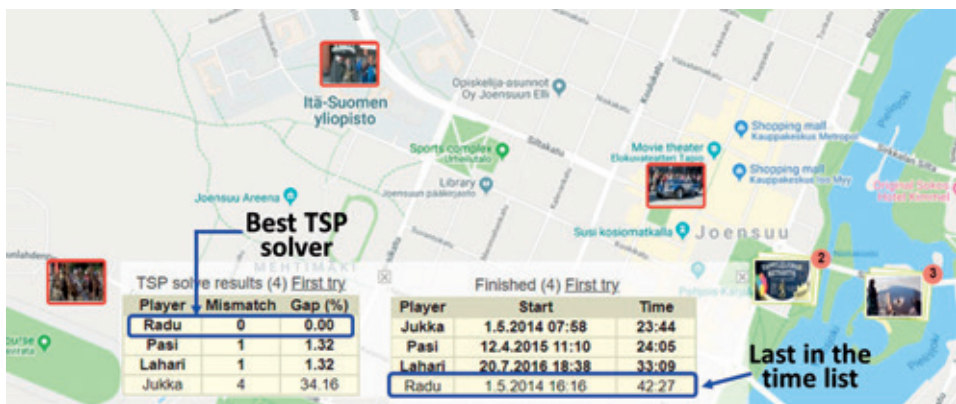 Itä-Suomen
yliopisto
Opiskelija-asunnot
Oy Joensuun Elli
Koulukatu
Siltakatu
Sports complex
Urheilutalo
Library
Joensuun pääkirjasto
Joensuu Areena
Movie theater
Elokuvateatteri Tapio
Shopping mall
Kauppakeskus Metropol
Shopping mall
Kauppakeskus Iso Myy
Sirkkalan Silta
Susi kosiomatkalla
Joensuu
2
3
Best TSP
solver
MEHTIMÄKI
TSP solve results (4) First try
Player Mismatch Gap (%)
Radu 0 0.00
Pasi 1 1.32
Lahari 1 1.32
Jukka 4 34.16
Finished (4) First try
Player Start Time
Jukka 1.5.2014 07:58 23:44
Pasi 12.4.2015 11:10 24:05
Lahari 20.7.2016 18:38 33:09
Radu 1.5.2014 16:16 42:27
Last in the
time list